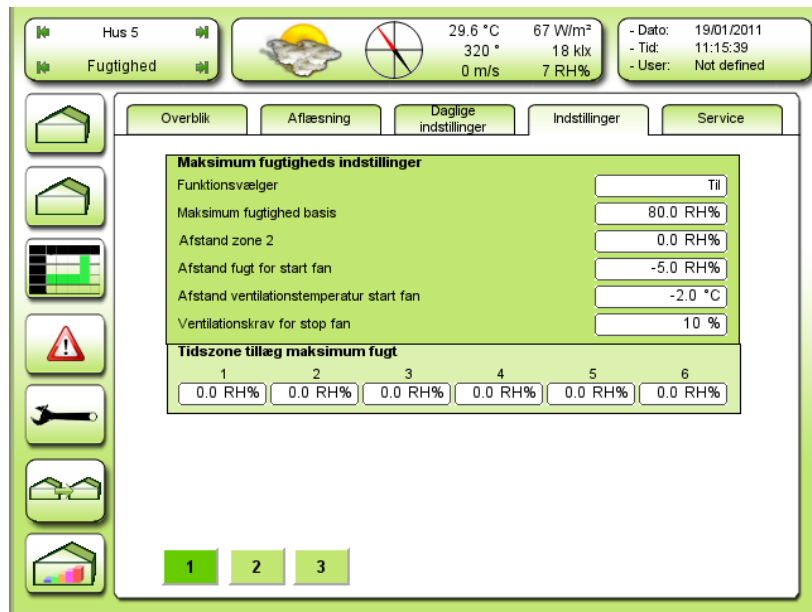 Hus 5
Fugtighed
29.6 °C 67 W/m²
320 ° 18 klx
0 m/s 7 RH%
- Dato: 19/01/2011
- Tid: 11:15:39
- User: Not defined
Overblik Aflæsning Daglige indstillinger Indstillinger Service
Maksimum fugtigheds indstillinger
Funktionsvælger Til
Maksimum fugtighed basis 80.0 RH%
Afstand zone 2 0.0 RH%
Afstand fugt for start fan -5.0 RH%
Afstand ventilationstemperatur start fan -2.0 °C
Ventilationskrav for stop fan 10 %
Tidszone tillæg maksimum fugt
1 2 3 4 5 6
0.0 RH% 0.0 RH% 0.0 RH% 0.0 RH% 0.0 RH% 0.0 RH%
1 2 3